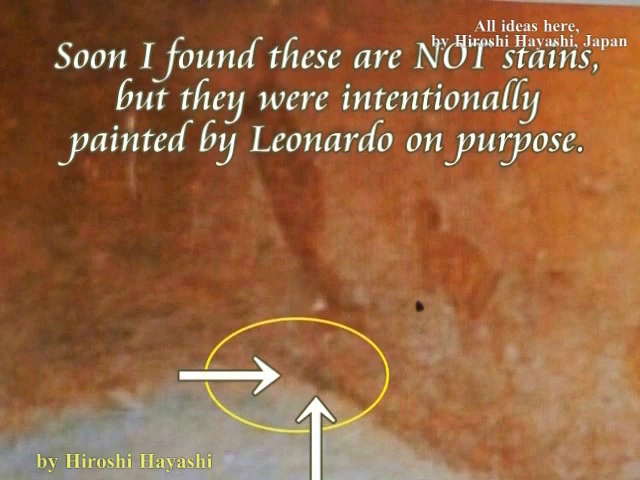 All ideas here,
by Hiroshi Hayashi, Japan
Soon I found these are NOT stains,
but they were intentionally
painted by Leonardo on purpose.
by Hiroshi Hayashi